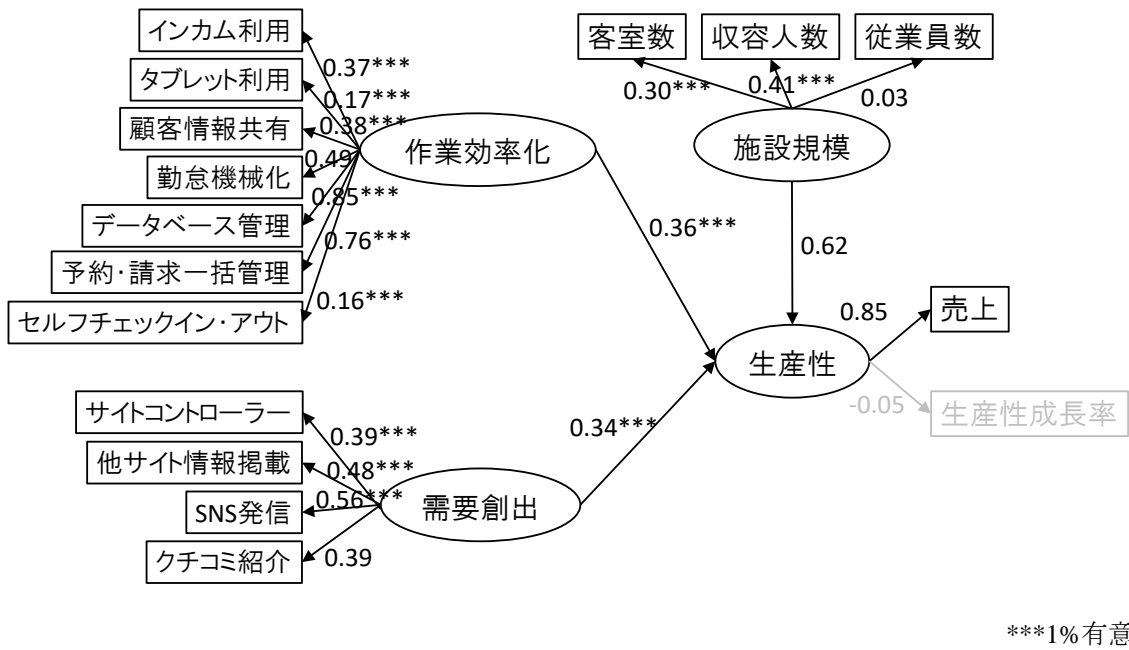 インカム利用
タブレット利用
顧客情報共有
勤怠機械化
データベース管理
予約・請求一括管理
セルフチェックイン・アウト
0.37***
0.17***
0.38***
0.49
0.85***
0.76***
0.16***
作業効率化
客室数
収容人数
従業員数
0.30***
0.41***
0.03
施設規模
0.36***
0.62
生産性
0.85
売上
-0.05
生産性成長率
サイトコントローラー
他サイト情報掲載
SNS発信
クチコミ紹介
0.39***
0.48***
0.56***
0.39
需要創出
0.34***
***1%有意